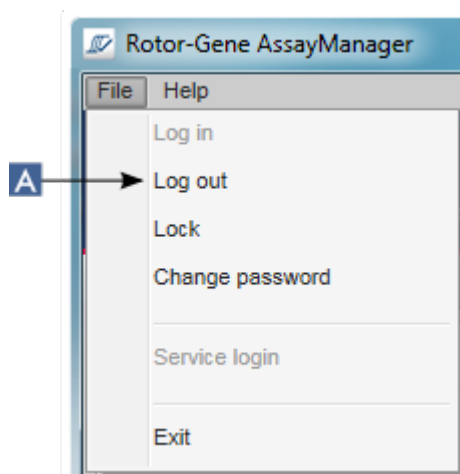 Rotor-Gene AssayManager
File Help
Log in
A Log out
Lock
Change password
Service login
Exit